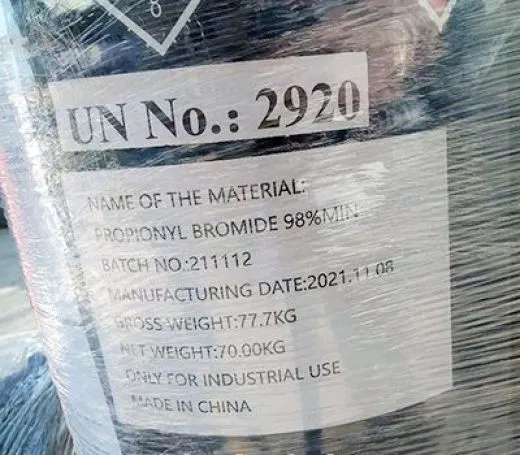 UN No.: 2920
NAME OF THE MATERIAL:
PROPIONYL BROMIDE 98%MIN
BATCH NO.:211112
MANUFACTURING DATE:2021.11.08
GROSS WEIGHT:77.7KG
NET WEIGHT:70.00KG
ONLY FOR INDUSTRIAL USE
MADE IN CHINA